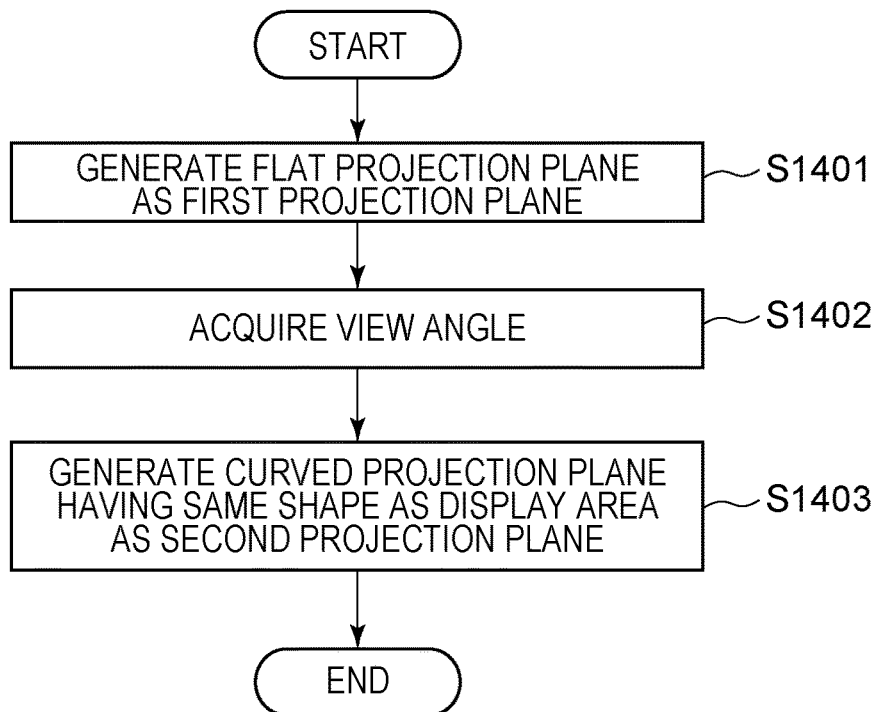 START
GENERATE FLAT PROJECTION PLANE
AS FIRST PROJECTION PLANE
S1401
ACQUIRE VIEW ANGLE
S1402
GENERATE CURVED PROJECTION PLANE
HAVING SAME SHAPE AS DISPLAY AREA
AS SECOND PROJECTION PLANE
S1403
END